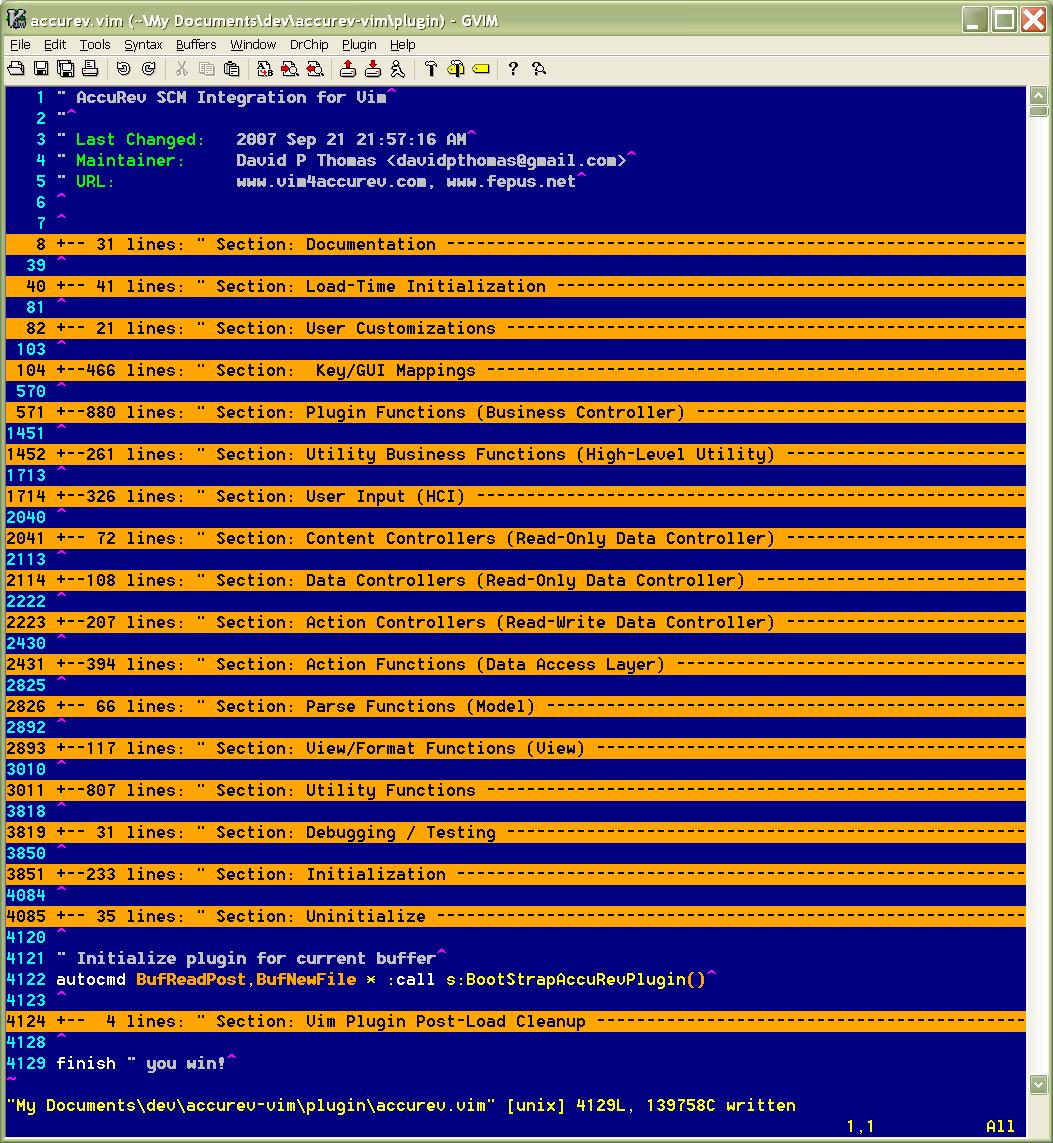 accurev.vim (~\My Documents\dev\accurev-vim\plugin) - GVIM
File Edit Tools Syntax Buffers Window DrChip Plugin Help
1 " AccuRev SCM Integration for Vim^
2 "^
3 " Last Changed: 2007 Sep 21 21:57:16 AM^
4 " Maintainer: David P Thomas <davidpthomas@gmail.com>^
5 " URL: www.vim4accurev.com, www.fepus.net^
6 ^
7 ^
8 +-- 31 lines: " Section: Documentation ----------------------------------------------------------
39 ^
40 +-- 41 lines: " Section: Load-Time Initialization -----------------------------------------------
81 ^
82 +-- 21 lines: " Section: User Customizations ----------------------------------------------------
103 ^
104 +--466 lines: " Section:  Key/GUI Mappings ------------------------------------------------------
570 ^
571 +--880 lines: " Section: Plugin Functions (Business Controller) ---------------------------------
1451 ^
1452 +--261 lines: " Section: Utility Business Functions (High-Level Utility) ------------------------
1713 ^
1714 +--326 lines: " Section: User Input (HCI) -------------------------------------------------------
2040 ^
2041 +-- 72 lines: " Section: Content Controllers (Read-Only Data Controller) ------------------------
2113 ^
2114 +--108 lines: " Section: Data Controllers (Read-Only Data Controller) ---------------------------
2222 ^
2223 +--207 lines: " Section: Action Controllers (Read-Write Data Controller) ------------------------
2430 ^
2431 +--394 lines: " Section: Action Functions (Data Access Layer) -----------------------------------
2825 ^
2826 +-- 66 lines: " Section: Parse Functions (Model) ------------------------------------------------
2892 ^
2893 +--117 lines: " Section: View/Format Functions (View) -------------------------------------------
3010 ^
3011 +--807 lines: " Section: Utility Functions ------------------------------------------------------
3818 ^
3819 +-- 31 lines: " Section: Debugging / Testing ----------------------------------------------------
3850 ^
3851 +--233 lines: " Section: Initialization ---------------------------------------------------------
4084 ^
4085 +-- 35 lines: " Section: Uninitialize -----------------------------------------------------------
4120 ^
4121 " Initialize plugin for current buffer^
4122 autocmd BufReadPost,BufNewFile * :call s:BootStrapAccuRevPlugin()^
4123 ^
4124 +--  4 lines: " Section: Vim Plugin Post-Load Cleanup -------------------------------------------
4128 ^
4129 finish " you win!^
~
"My Documents\dev\accurev-vim\plugin\accurev.vim" [unix] 4129L, 139758C written
1,1 All